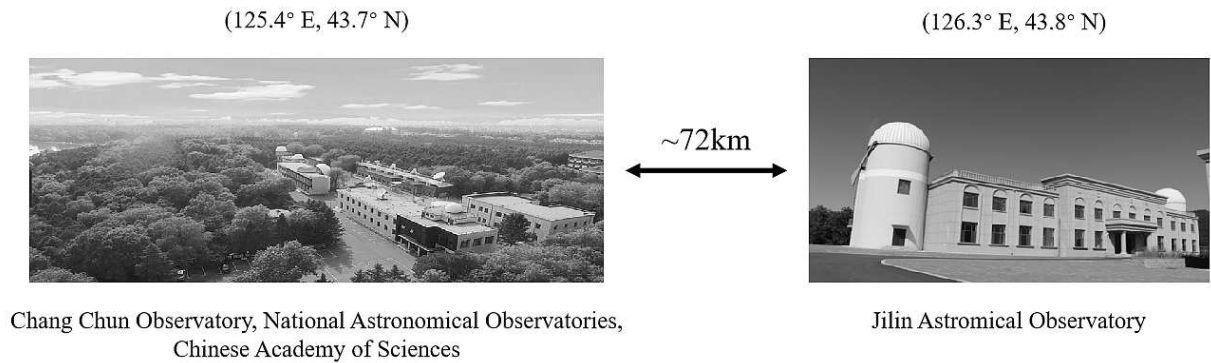 (125.4° E, 43.7° N)
(126.3° E, 43.8° N)
~72km
Chang Chun Observatory, National Astronomical Observatories,
Chinese Academy of Sciences
Jilin Astromical Observatory